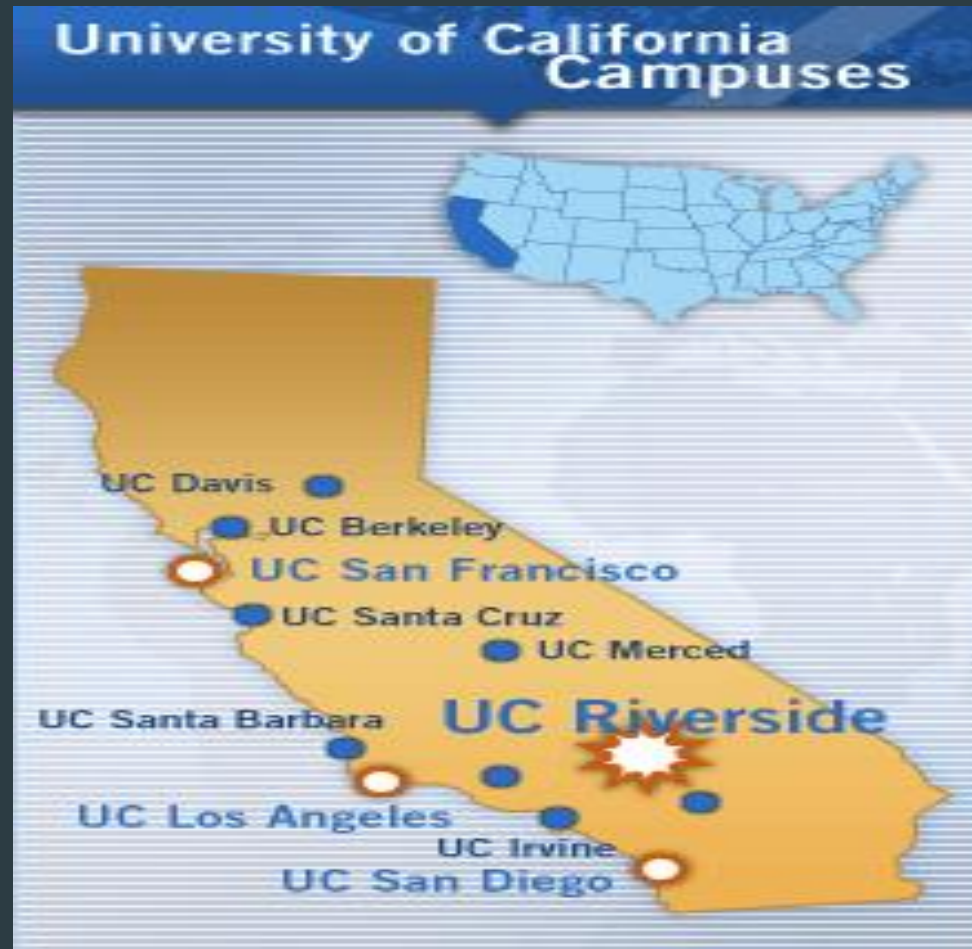 University of California
Campuses
UC Davis
UC Berkeley
UC San Francisco
UC Santa Cruz
UC Merced
UC Santa Barbara
UC Riverside
UC Los Angeles
UC Irvine
UC San Diego